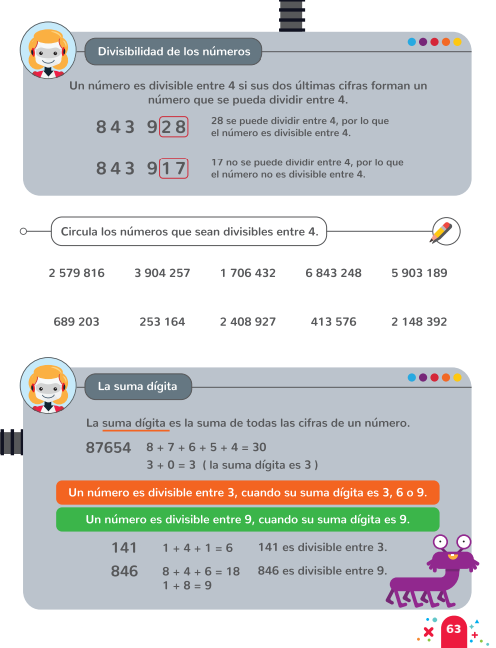 Divisibilidad de los números
Un número es divisible entre 4 si sus dos últimas cifras forman un
número que se pueda dividir entre 4.
843 928
28 se puede dividir entre 4, por lo que
el número es divisible entre 4.
843 917
17 no se puede dividir entre 4, por lo que
el número no es divisible entre 4.
Circula los números que sean divisibles entre 4.
2 579 816 3 904 257 1 706 432 6 843 248 5 903 189
689 203 253 164 2 408 927 413 576 2 148 392
La suma dígita
La suma dígita es la suma de todas las cifras de un número.
87654 8 + 7 + 6 + 5 + 4 = 30
3 + 0 = 3 ( la suma dígita es 3 )
Un número es divisible entre 3, cuando su suma dígita es 3, 6 o 9.
Un número es divisible entre 9, cuando su suma dígita es 9.
141 1 + 4 + 1 = 6 141 es divisible entre 3.
846 8 + 4 + 6 = 18 846 es divisible entre 9.
1 + 8 = 9
63